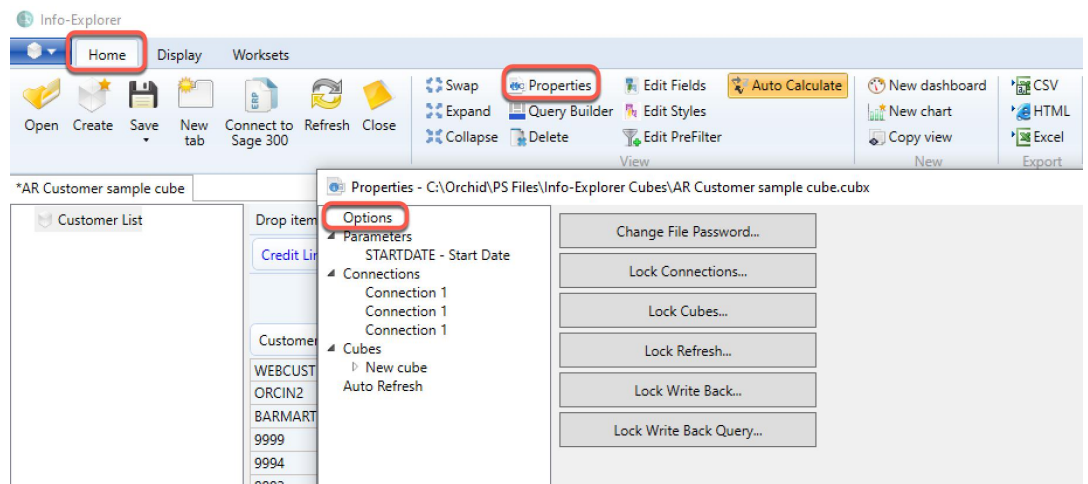 Info-Explorer
Home Display Worksets
Open Create Save New tab Connect to Sage 300 Refresh Close
Swap Properties Edit Fields Auto Calculate New dashboard CSV
Expand Query Builder Edit Styles New chart HTML
Collapse Delete Edit PreFilter Copy view Excel
View New Export
*AR Customer sample cube
Properties - C:\Orchid\PS Files\Info-Explorer Cubes\AR Customer sample cube.cubx
Customer List
Drop item
Credit Lir
Customer
WEBCUST
ORCIN2
BARMART
9999
9994
Options
Parameters
STARTDATE - Start Date
Connections
Connection 1
Connection 1
Connection 1
Cubes
New cube
Auto Refresh
Change File Password...
Lock Connections...
Lock Cubes...
Lock Refresh...
Lock Write Back...
Lock Write Back Query...